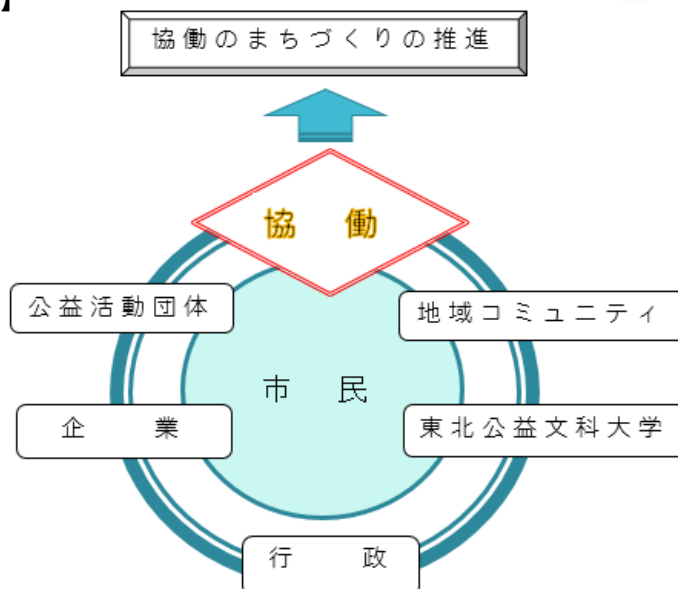 】
協働のまちづくりの推進
協　働
公益活動団体
地域コミュニティ
市　民
企　業
東北公益文科大学
行　政